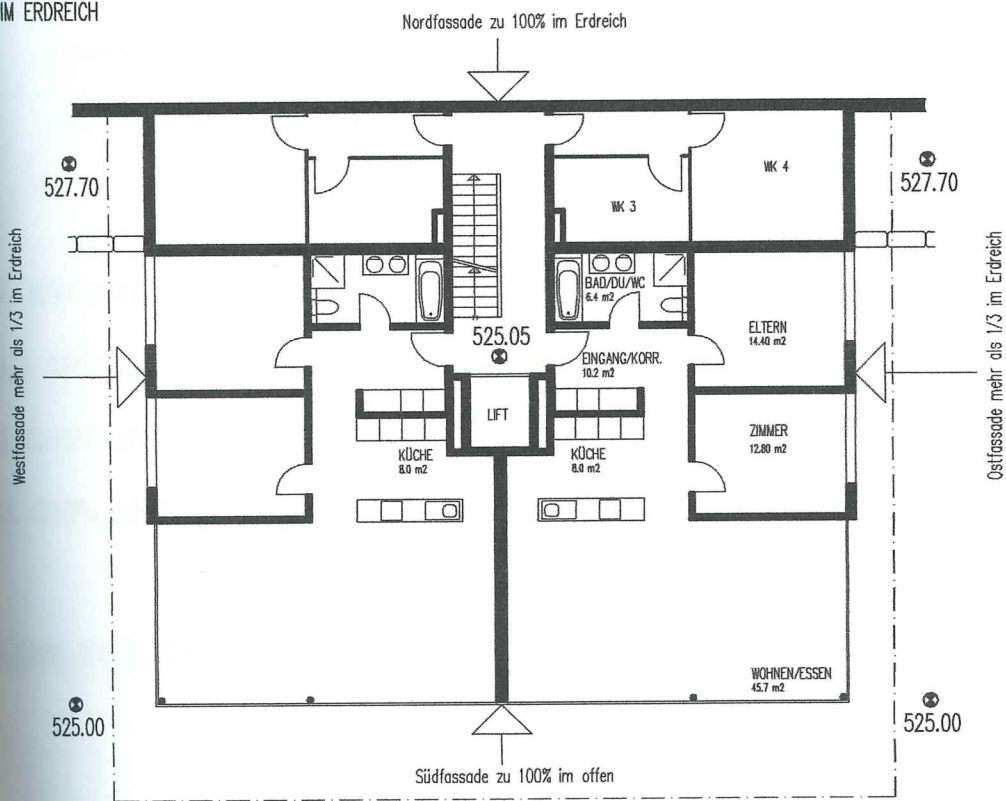 IM ERDREICH
Nordfassade zu 100% im Erdreich
527.70
527.70
WK 4
WK 3
Westfassade mehr als 1/3 im Erdreich
Ostfassade mehr als 1/3 im Erdreich
BAD/DU/WC
6.4 m2
525.05
ELTERN
14.40 m2
EINGANG/KORR.
10.2 m2
LIFT
KÜCHE
8.0 m2
KÜCHE
8.0 m2
ZIMMER
12.80 m2
WOHNEN/ESSEN
45.7 m2
525.00
525.00
Südfassade zu 100% im offen